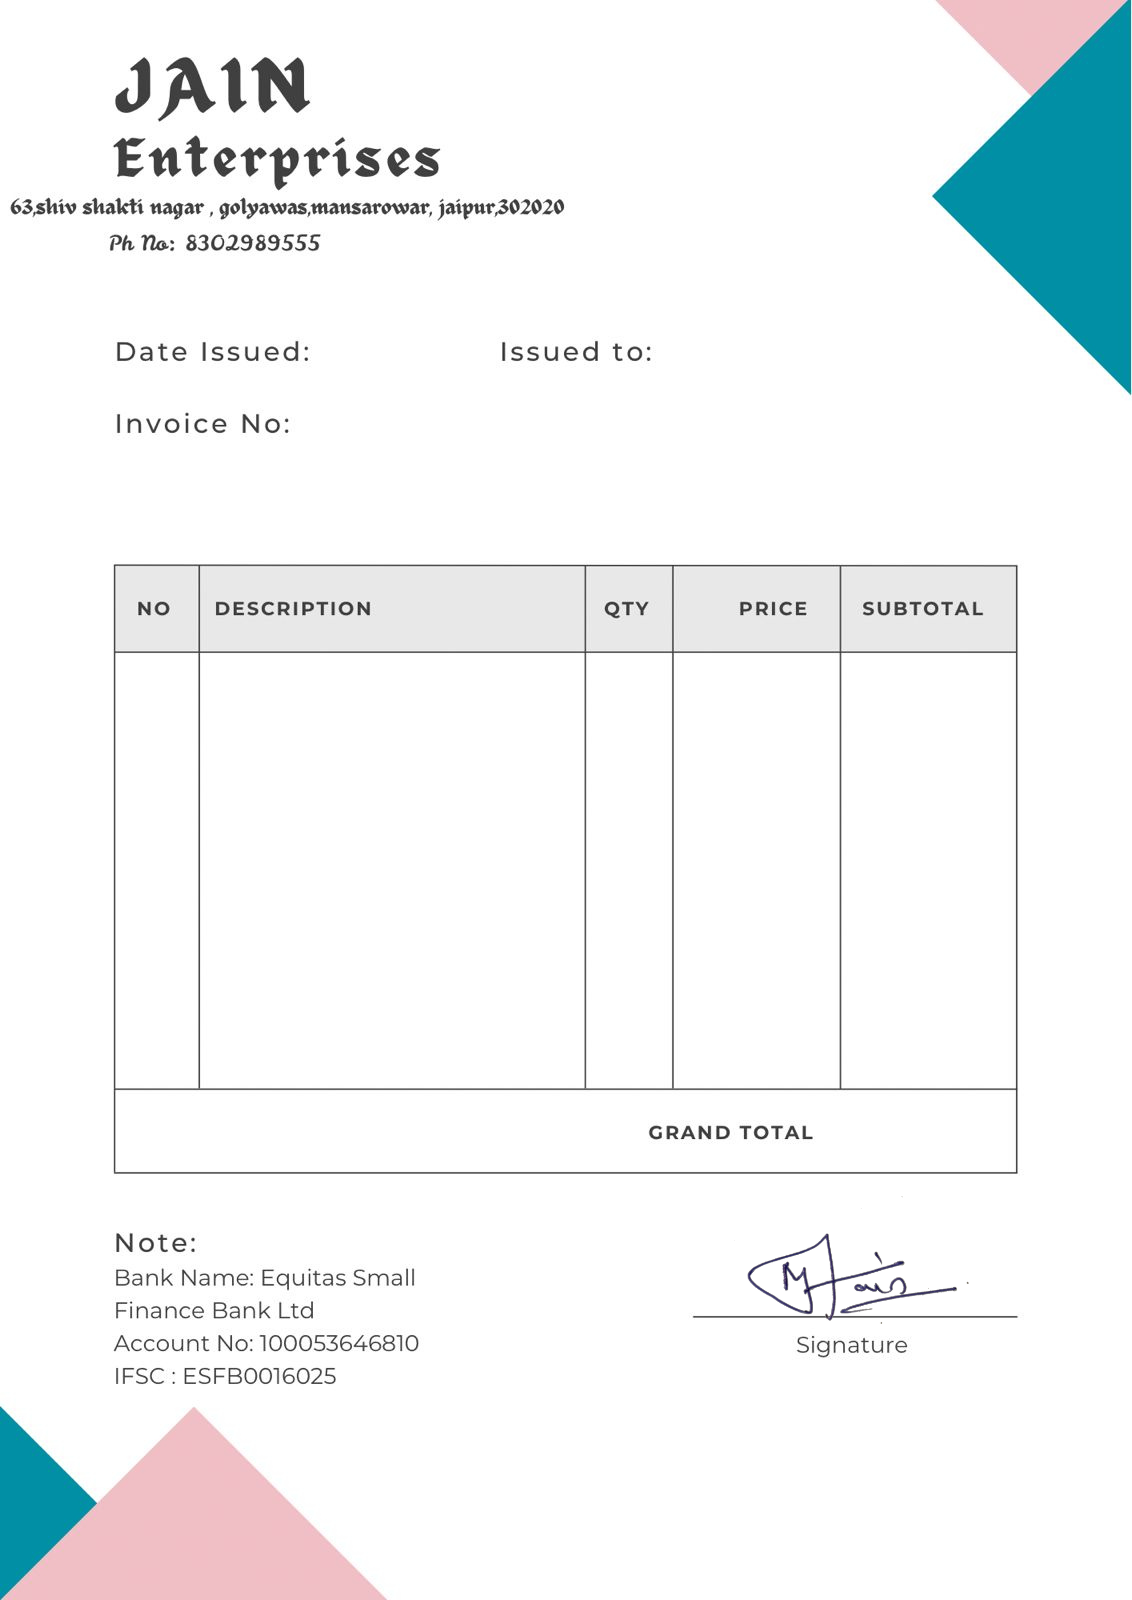 JAIN
Enterprises
63,shiv shakti nagar , golyawas,mansarowar, jaipur,302020
Ph No: 8302989555
Date Issued: Issued to:
Invoice No:
NO DESCRIPTION QTY PRICE SUBTOTAL
GRAND TOTAL
Note:
Bank Name: Equitas Small
Finance Bank Ltd
Account No: 100053646810
IFSC : ESFB0016025
M Jain
Signature